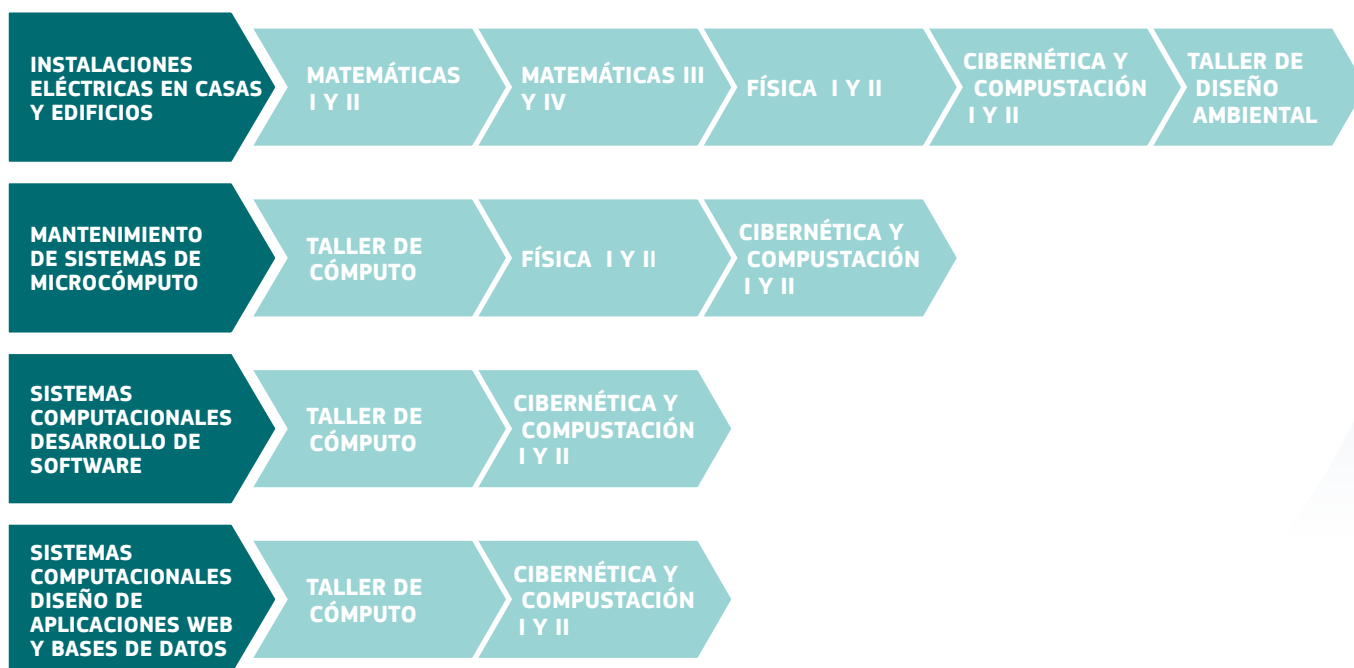 INSTALACIONES
ELÉCTRICAS EN CASAS
Y EDIFICIOS
MATEMÁTICAS
I Y II
MATEMÁTICAS III
Y IV
FÍSICA I Y II
CIBERNÉTICA Y
COMPUSTACIÓN
I Y II
TALLER DE
DISEÑO
AMBIENTAL
MANTENIMIENTO
DE SISTEMAS DE
MICROCÓMPUTO
TALLER DE
CÓMPUTO
FÍSICA I Y II
CIBERNÉTICA Y
COMPUSTACIÓN
I Y II
SISTEMAS
COMPUTACIONALES
DESARROLLO DE
SOFTWARE
TALLER DE
CÓMPUTO
CIBERNÉTICA Y
COMPUSTACIÓN
I Y II
SISTEMAS
COMPUTACIONALES
DISEÑO DE
APLICACIONES WEB
Y BASES DE DATOS
TALLER DE
CÓMPUTO
CIBERNÉTICA Y
COMPUSTACIÓN
I Y II